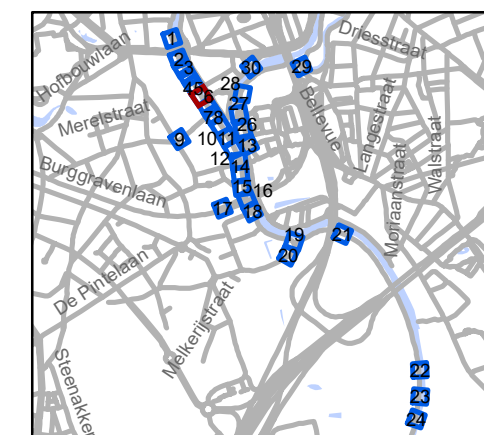 Driesstraat
1
Hofbouwlaan
2
3
30
29
4
5
6
28
27
Bellevue
Merelstraat
7
8
26
Langestraat
Walstraat
9
10
11
13
12
Burggravenlaan
14
15
16
17
18
Moriaanstraat
19
20
21
De Pintelaan
Melkerijstraat
Steenakker
22
23
24